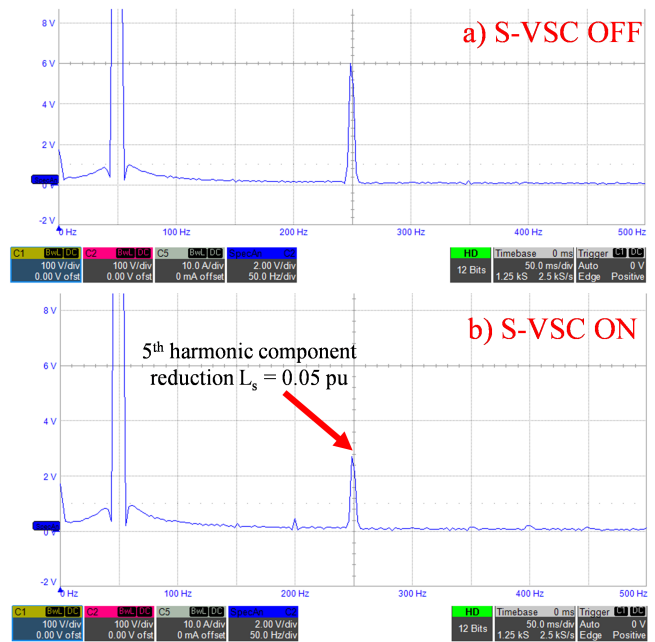 a) S-VSC OFF
8 V
6 V
4 V
2 V
0 V
-2 V
0 Hz 100 Hz 200 Hz 300 Hz 400 Hz 500 Hz
C1 BwL DC C2 BwL DC C5 BwL DC SpecAn C2 HD Timebase 0 ms Trigger C1 DC
100 V/div 100 V/div 10.0 A/div 2.00 V/div 12 Bits 50.0 ms/div Auto 0 V
0.00 V ofst 0.00 V ofst 0 mA offset 50.0 Hz/div 1.25 kS 2.5 kS/s Edge Positive
b) S-VSC ON
5th harmonic component
reduction Ls = 0.05 pu
8 V
6 V
4 V
2 V
0 V
-2 V
0 Hz 100 Hz 200 Hz 300 Hz 400 Hz 500 Hz
C1 BwL DC C2 BwL DC C5 BwL DC SpecAn C2 HD Timebase 0 ms Trigger C1 DC
100 V/div 100 V/div 10.0 A/div 2.00 V/div 12 Bits 50.0 ms/div Auto 0 V
0.00 V ofst 0.00 V ofst 0 mA offset 50.0 Hz/div 1.25 kS 2.5 kS/s Edge Positive